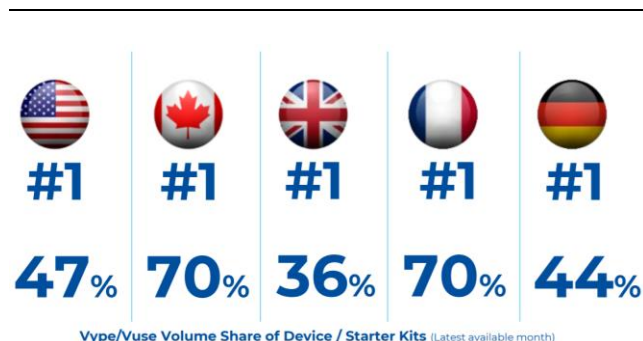 #1 #1 #1 #1 #1
47% 70% 36% 70% 44%
Vype/Vuse Volume Share of Device / Starter Kits (Latest available month)